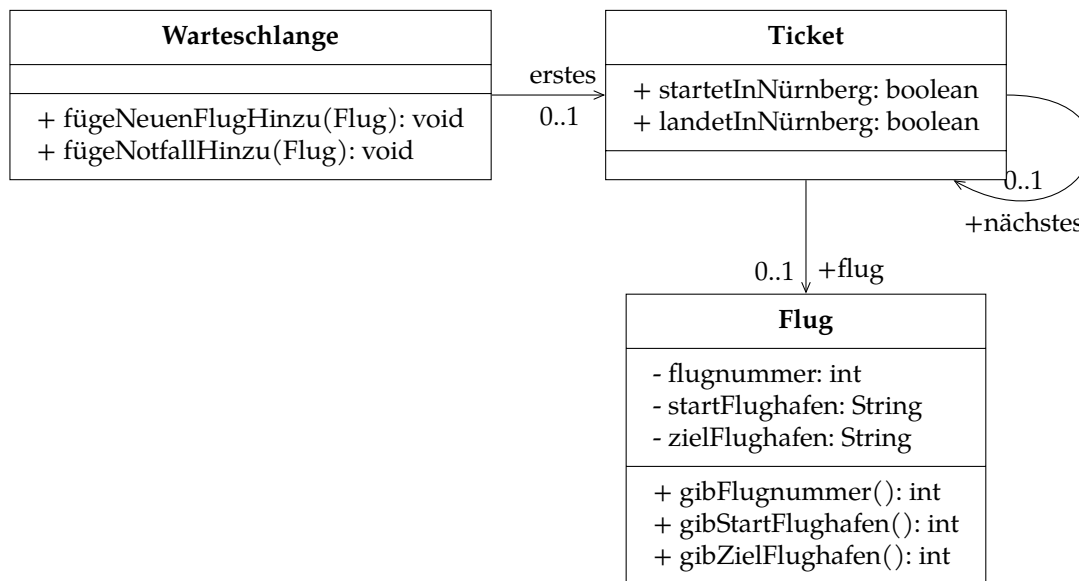 Warteschlange
+ fügeNeuenFlugHinzu(Flug): void
+ fügeNotfallHinzu(Flug): void
erstes
0..1
Ticket
+ startetInNürnberg: boolean
+ landetInNürnberg: boolean
0..1
+nächstes
0..1 +flug
Flug
- flugnummer: int
- startFlughafen: String
- zielFlughafen: String
+ gibFlugnummer(): int
+ gibStartFlughafen(): int
+ gibZielFlughafen(): int